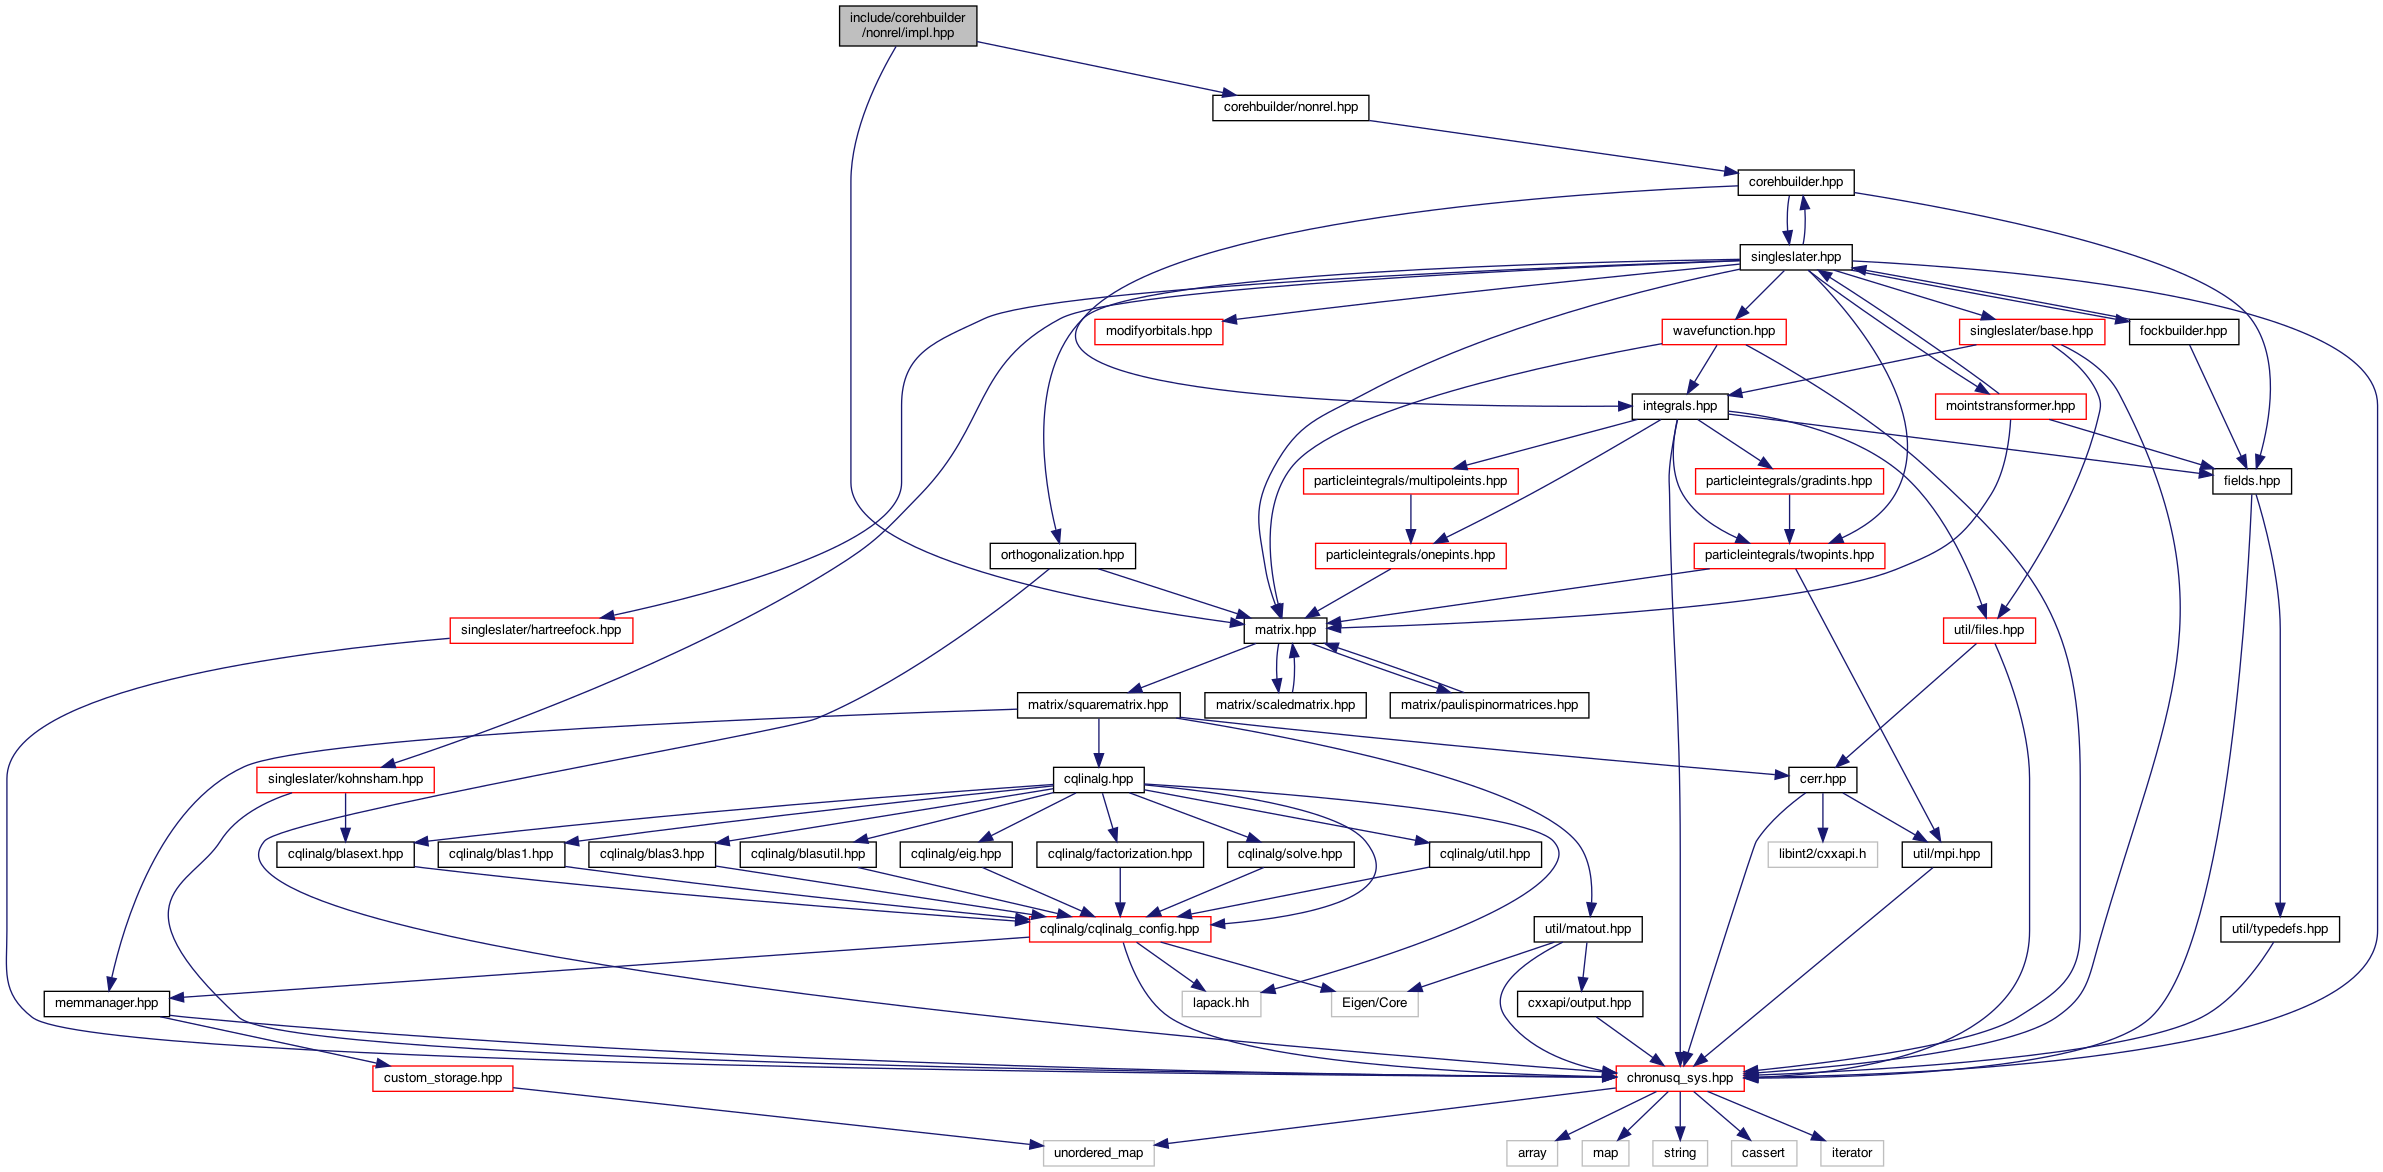 include/corehbuilder
/nonrel/impl.hpp
corehbuilder/nonrel.hpp
corehbuilder.hpp
singleslater.hpp
modifyorbitals.hpp
wavefunction.hpp
singleslater/base.hpp
fockbuilder.hpp
integrals.hpp
mointstransformer.hpp
particleintegrals/multipoleints.hpp
particleintegrals/gradints.hpp
fields.hpp
orthogonalization.hpp
particleintegrals/onepints.hpp
particleintegrals/twopints.hpp
singleslater/hartreefock.hpp
matrix.hpp
util/files.hpp
matrix/squarematrix.hpp
matrix/scaledmatrix.hpp
matrix/paulispinormatrices.hpp
singleslater/kohnsham.hpp
cqlinalg.hpp
cerr.hpp
cqlinalg/blasext.hpp
cqlinalg/blas1.hpp
cqlinalg/blas3.hpp
cqlinalg/blasutil.hpp
cqlinalg/eig.hpp
cqlinalg/factorization.hpp
cqlinalg/solve.hpp
cqlinalg/util.hpp
libint2/cxxapi.h
util/mpi.hpp
cqlinalg/cqlinalg_config.hpp
util/matout.hpp
util/typedefs.hpp
memmanager.hpp
lapack.hh
Eigen/Core
cxxapi/output.hpp
custom_storage.hpp
chronusq_sys.hpp
unordered_map
array
map
string
cassert
iterator